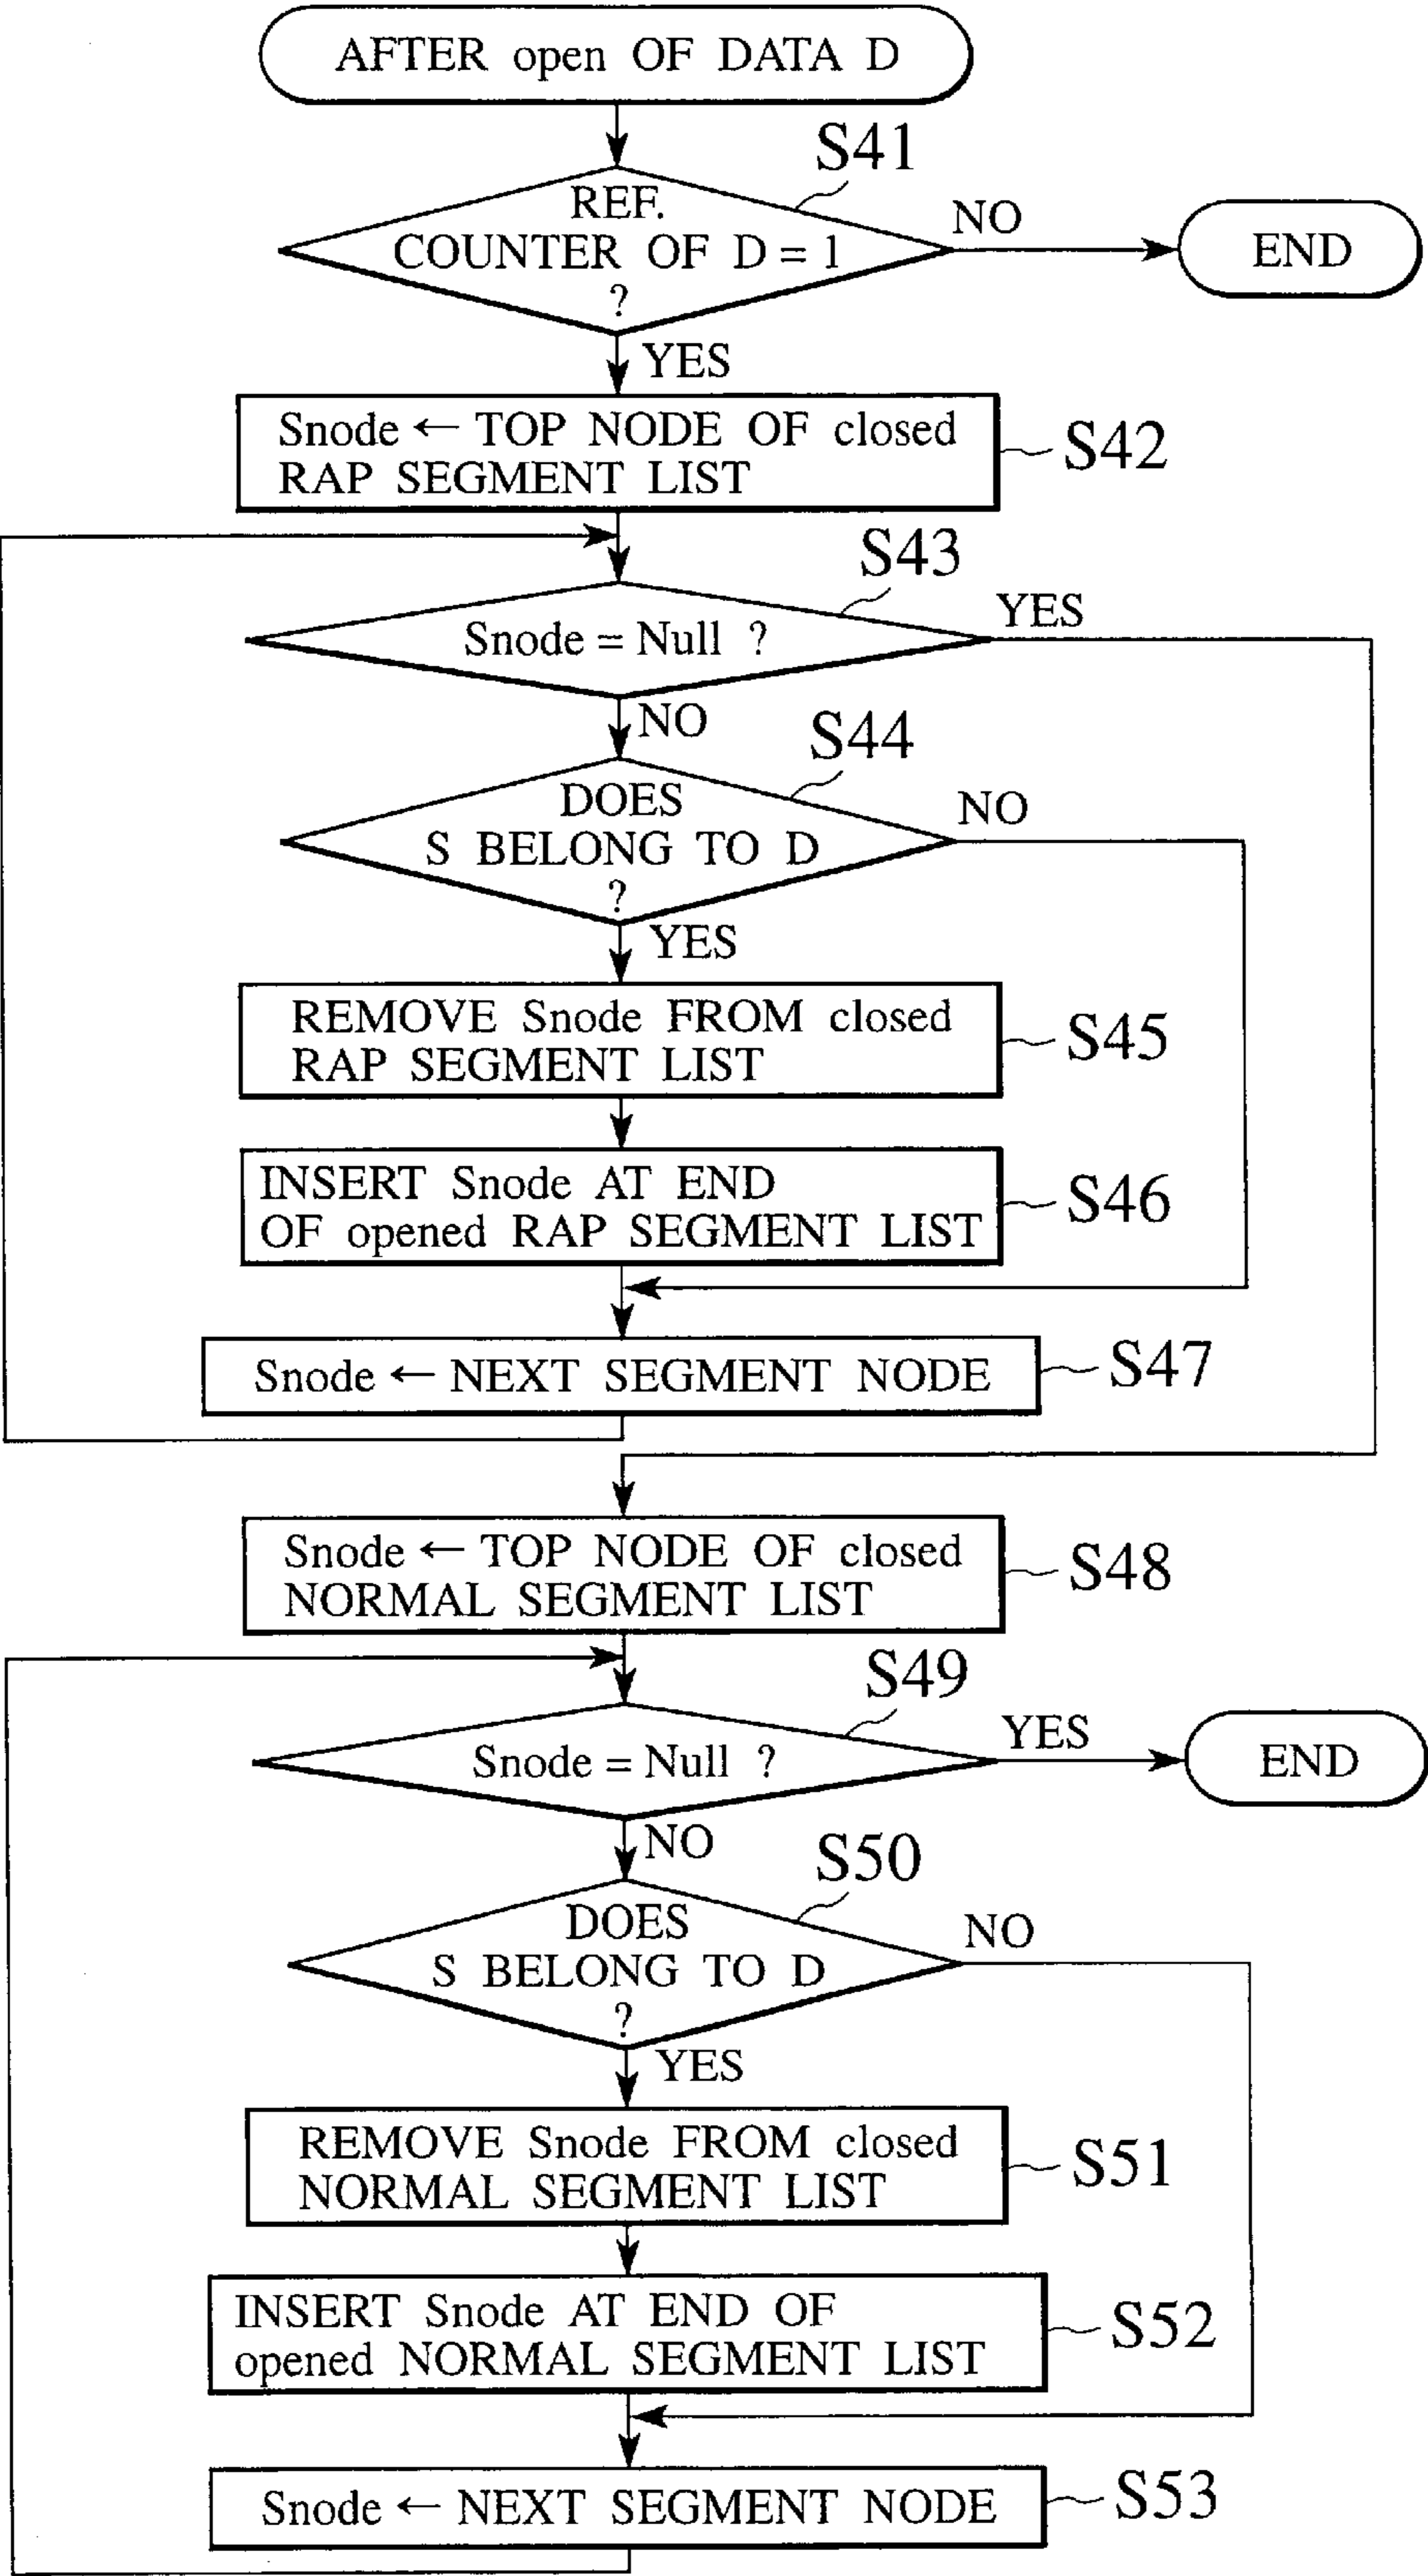 AFTER open OF DATA D
S41
REF.
COUNTER OF D = 1
?
NO
END
YES
Snode ← TOP NODE OF closed
RAP SEGMENT LIST
S42
S43
Snode = Null ?
YES
NO
S44
DOES
S BELONG TO D
?
NO
YES
REMOVE Snode FROM closed
RAP SEGMENT LIST
S45
INSERT Snode AT END
OF opened RAP SEGMENT LIST
S46
Snode ← NEXT SEGMENT NODE
S47
Snode ← TOP NODE OF closed
NORMAL SEGMENT LIST
S48
S49
Snode = Null ?
YES
END
NO
S50
DOES
S BELONG TO D
?
NO
YES
REMOVE Snode FROM closed
NORMAL SEGMENT LIST
S51
INSERT Snode AT END OF
opened NORMAL SEGMENT LIST
S52
Snode ← NEXT SEGMENT NODE
S53